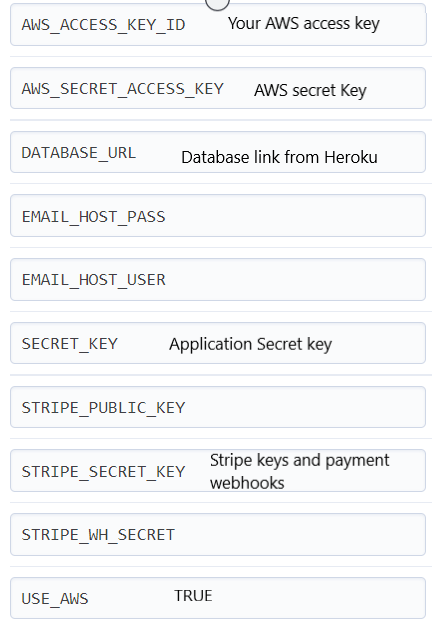 AWS_ACCESS_KEY_ID Your AWS access key
AWS_SECRET_ACCESS_KEY AWS secret Key
DATABASE_URL Database link from Heroku
EMAIL_HOST_PASS
EMAIL_HOST_USER
SECRET_KEY Application Secret key
STRIPE_PUBLIC_KEY
STRIPE_SECRET_KEY Stripe keys and payment
webhooks
STRIPE_WH_SECRET
USE_AWS TRUE